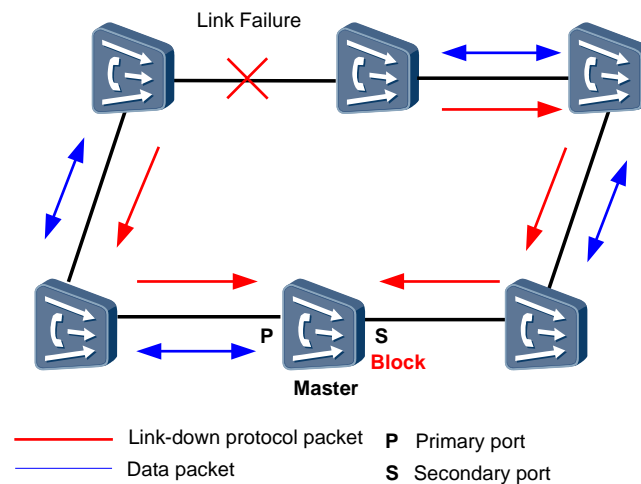 Link Failure
P
S
Block
Master
Link-down protocol packet
P Primary port
Data packet
S Secondary port